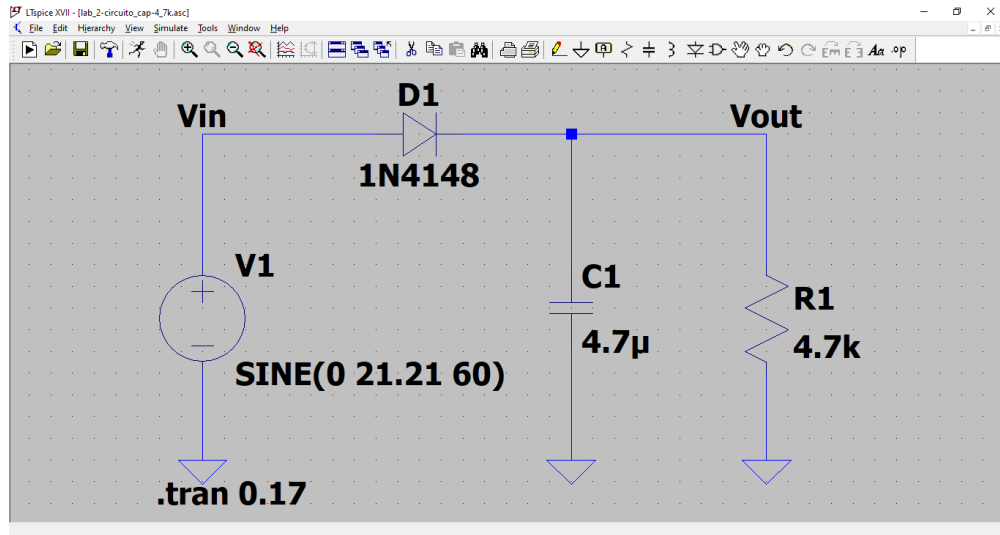 LTspice XVII - [lab_2-circuito_cap-4_7k.asc]
File Edit Hierarchy View Simulate Tools Window Help
Aa .op
D1
Vin
Vout
1N4148
V1
C1
R1
4.7µ
4.7k
SINE(0 21.21 60)
.tran 0.17